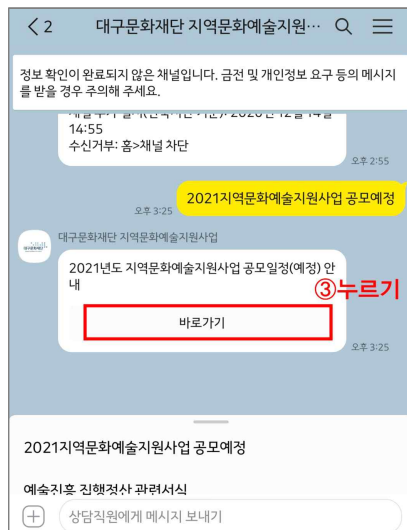 < 2 대구문화재단 지역문화예술지원…
정보 확인이 완료되지 않은 채널입니다. 금전 및 개인정보 요구 등의 메시지
를 받을 경우 주의해 주세요.
14:55
수신거부: 홈>채널 차단
오후 2:55
2021지역문화예술지원사업 공모예정
오후 3:25
대구문화재단 지역문화예술지원사업
2021년도 지역문화예술지원사업 공모일정(예정) 안
내
③누르기
바로가기
오후 3:25
2021지역문화예술지원사업 공모예정
예술진흥 진행정산 관련서식
상담직원에게 메시지 보내기